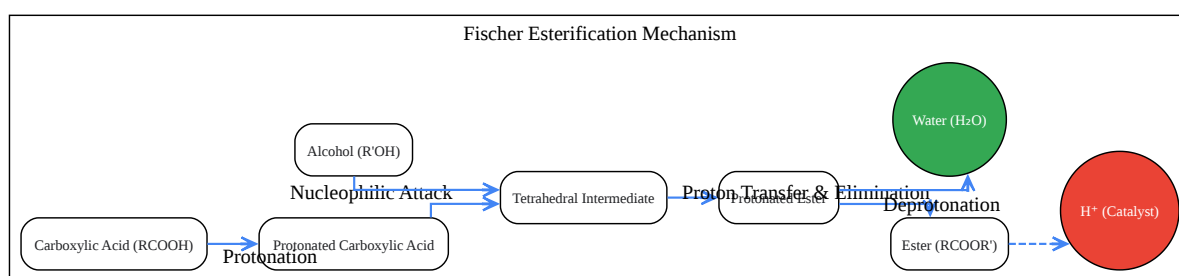 Fischer Esterification Mechanism
Water (H₂O)
Alcohol (R'OH)
Nucleophilic Attack
Tetrahedral Intermediate
Proton Transfer & Elimination
Protonated Ester
Deprotonation
H⁺ (Catalyst)
Carboxylic Acid (RCOOH)
Protonation
Protonated Carboxylic Acid
Ester (RCOOR')